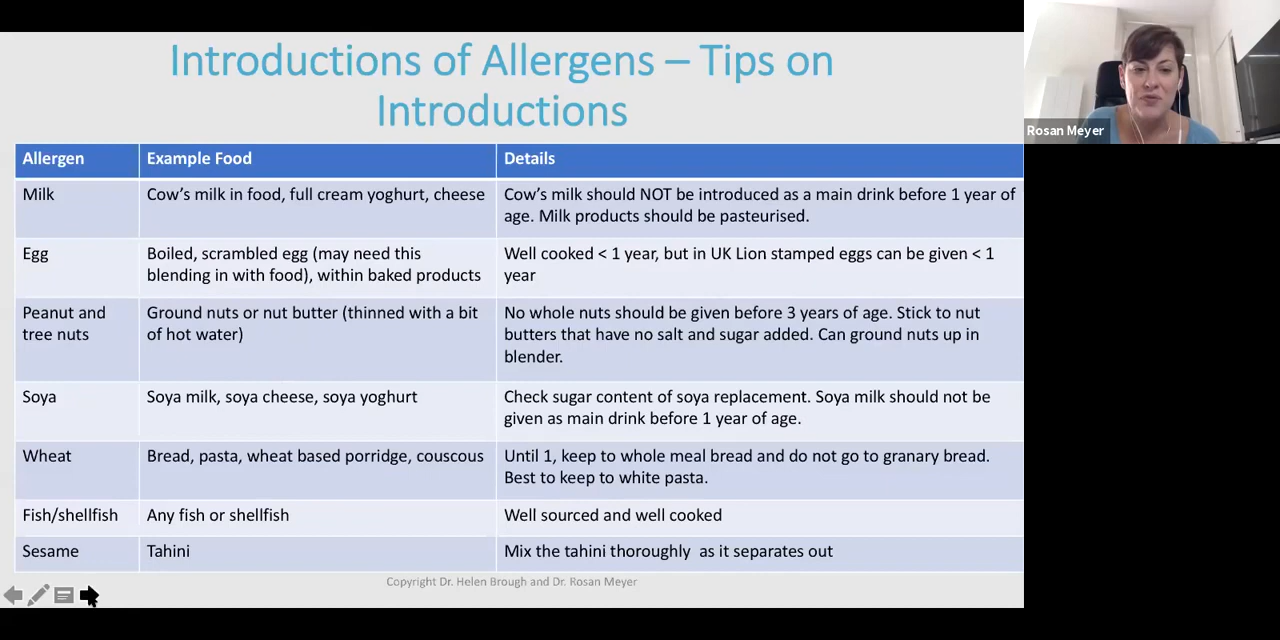 Introductions of Allergens – Tips on
Introductions
Rosan Meyer
Allergen
Example Food
Details
Milk
Cow's milk in food, full cream yoghurt, cheese
Cow's milk should NOT be introduced as a main drink before 1 year of
age. Milk products should be pasteurised.
Egg
Boiled, scrambled egg (may need this
blending in with food), within baked products
Well cooked < 1 year, but in UK Lion stamped eggs can be given < 1
year
Peanut and
tree nuts
Ground nuts or nut butter (thinned with a bit
of hot water)
No whole nuts should be given before 3 years of age. Stick to nut
butters that have no salt and sugar added. Can ground nuts up in
blender.
Soya
Soya milk, soya cheese, soya yoghurt
Check sugar content of soya replacement. Soya milk should not be
given as main drink before 1 year of age.
Wheat
Bread, pasta, wheat based porridge, couscous
Until 1, keep to whole meal bread and do not go to granary bread.
Best to keep to white pasta.
Fish/shellfish
Any fish or shellfish
Well sourced and well cooked
Sesame
Tahini
Mix the tahini thoroughly  as it separates out
Copyright Dr. Helen Brough and Dr. Rosan Meyer